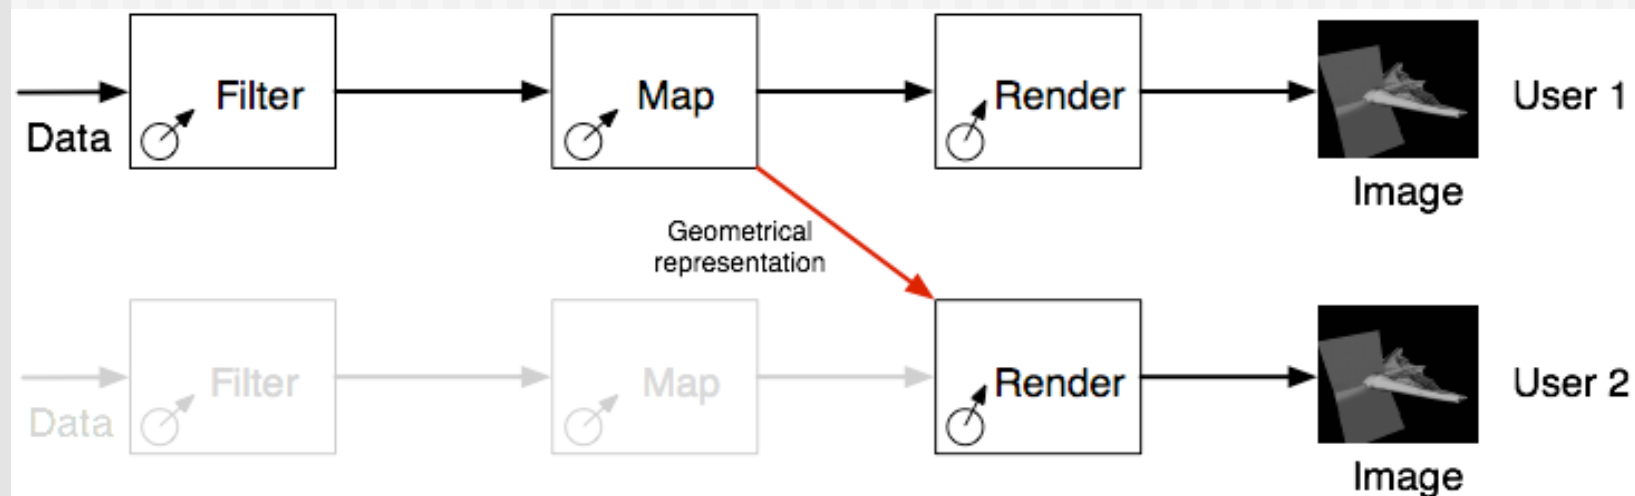 Filter
Map
Render
User 1
Data
Image
Geometrical
representation
Filter
Map
Render
User 2
Data
Image